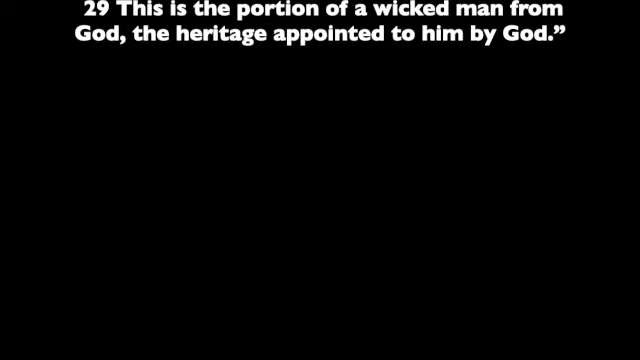 29 This is the portion of a wicked man from
God, the heritage appointed to him by God.”